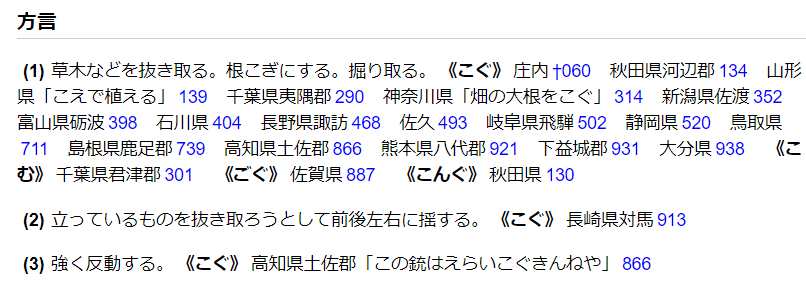 方言
(1) 草木などを抜き取る。根こぎにする。掘り取る。 《こぐ》 庄内 †060 秋田県河辺郡 134 山形
県「こえで植える」 139 千葉県夷隅郡 290 神奈川県「畑の大根をこぐ」 314 新潟県佐渡 352
富山県砺波 398 石川県 404 長野県諏訪 468 佐久 493 岐阜県飛騨 502 静岡県 520 鳥取県
711 島根県鹿足郡 739 高知県土佐郡 866 熊本県八代郡 921 下益城郡 931 大分県 938 《こ
む》 千葉県君津郡 301 《ごぐ》 佐賀県 887 《こんぐ》 秋田県 130
(2) 立っているものを抜き取ろうとして前後左右に揺する。 《こぐ》 長崎県対馬 913
(3) 強く反動する。 《こぐ》 高知県土佐郡「この銃はえらいこぐきんねや」 866